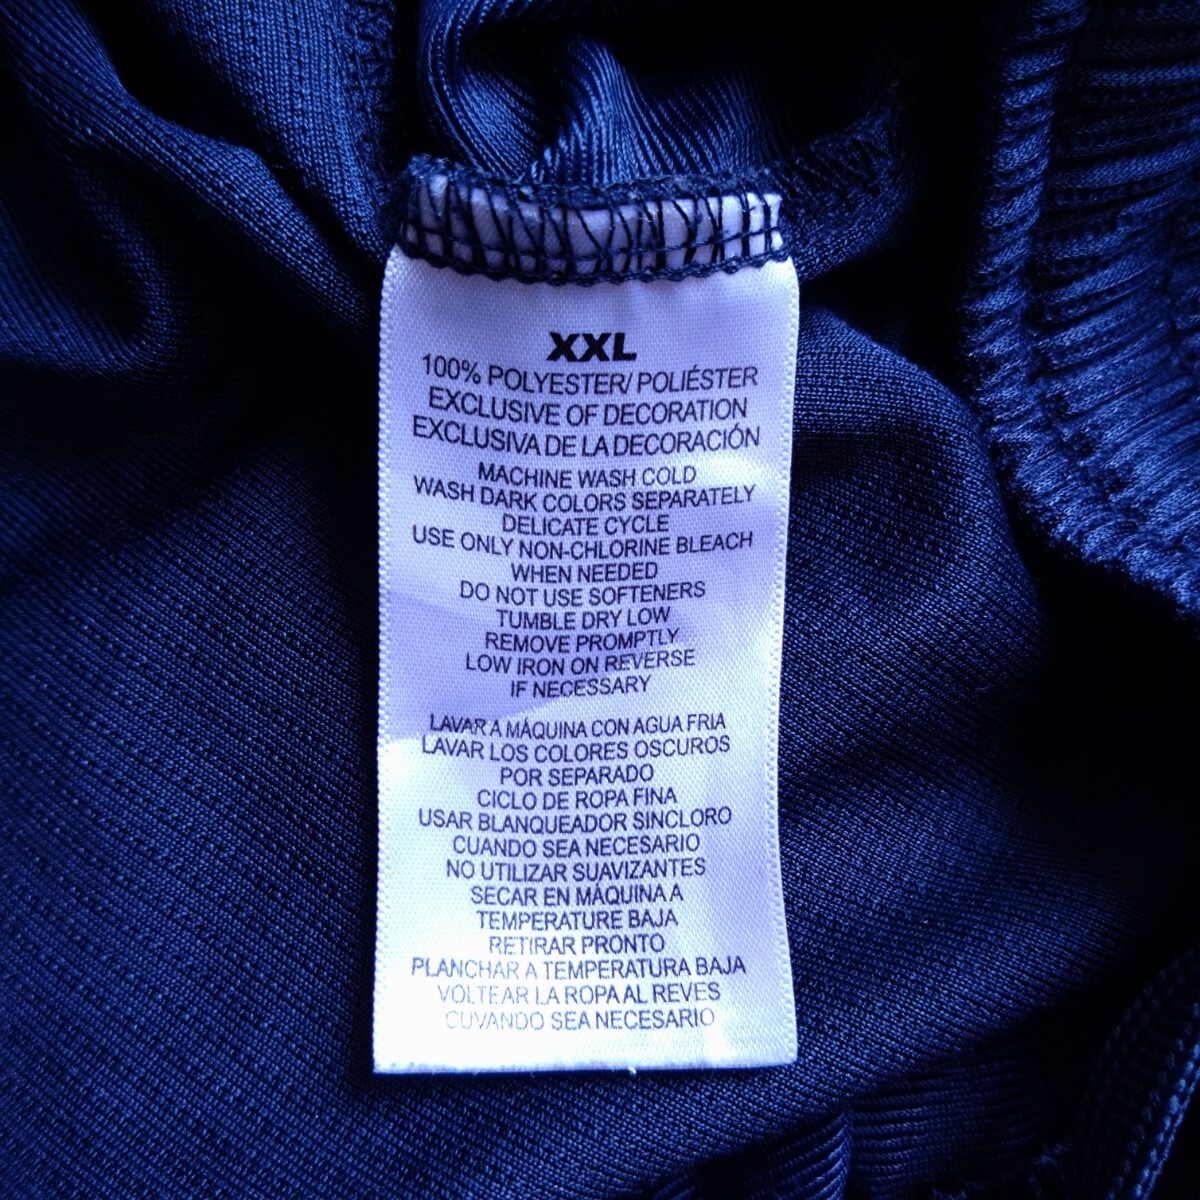 XXL
100% POLYESTER/ POLIÉSTER
EXCLUSIVE OF DECORATION
EXCLUSIVA DE LA DECORACIÓN
MACHINE WASH COLD
WASH DARK COLORS SEPARATELY
DELICATE CYCLE
USE ONLY NON-CHLORINE BLEACH
WHEN NEEDED
DO NOT USE SOFTENERS
TUMBLE DRY LOW
REMOVE PROMPTLY
LOW IRON ON REVERSE
IF NECESSARY
LAVAR A MÁQUINA CON AGUA FRIA
LAVAR LOS COLORES OSCUROS
POR SEPARADO
CICLO DE ROPA FINA
USAR BLANQUEADOR SINCLORO
CUANDO SEA NECESARIO
NO UTILIZAR SUAVIZANTES
SECAR EN MÁQUINA A
TEMPERATURE BAJA
RETIRAR PRONTO
PLANCHAR A TEMPERATURA BAJA
VOLTEAR LA ROPA AL REVES
CUVANDO SEA NECESARIO